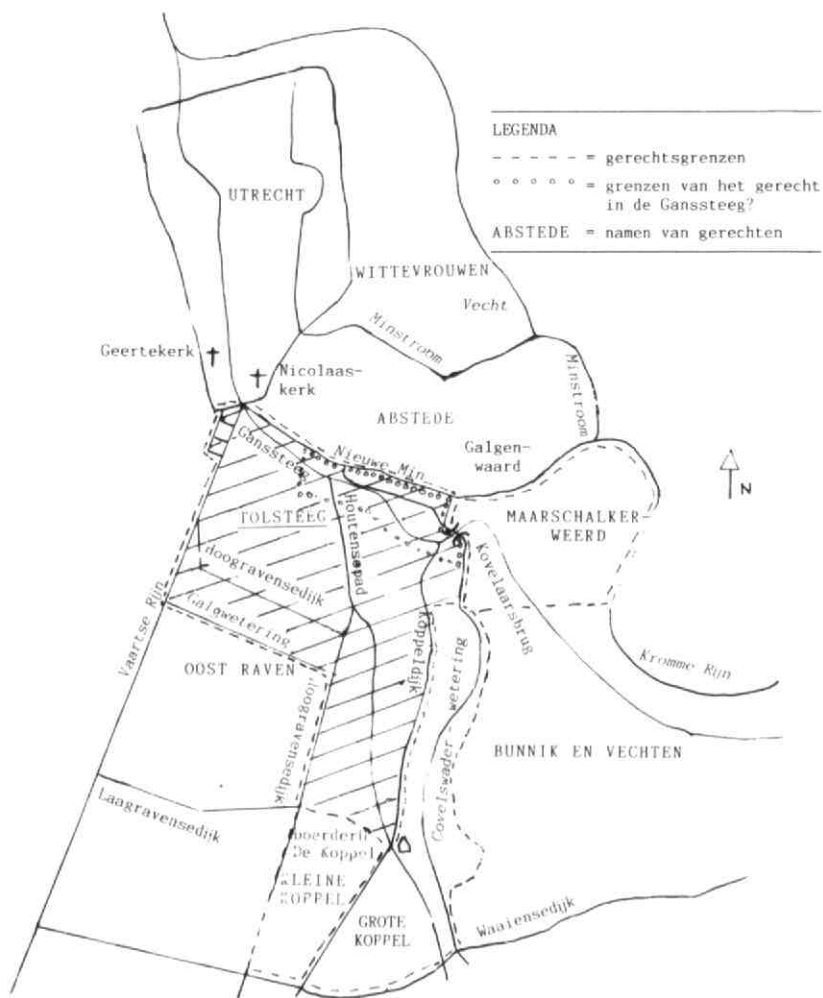 LEGENDA
- - - - - - = gerechtsgrenzen
o o o o o o = grenzen van het gerecht
in de Ganssteeg?
ABSTEDE = namen van gerechten
UTRECHT
WITTEVROUWEN
Vecht
Minstroom
Geertekerk
Nicolaas-
kerk
ABSTEDE
Minstroom
Galgen-
waard
Nieuwe Min
Ganssteeg
N
MAARSCHALKER-
WEERD
TOLSTEEG
Houtensepad
Hoogravensedijk
Kovelaarsbrug
Vaartse Rijn
Galgwetering
Koppeldijk
Kromme Rijn
OOST RAVEN
Hoogravensedijk
Covelswader-wetering
BUNNIK EN VECHTEN
Laagravensedijk
boerderij
De Koppel
KLEINE
KOPPEL
GROTE
KOPPEL
Waaiensedijk